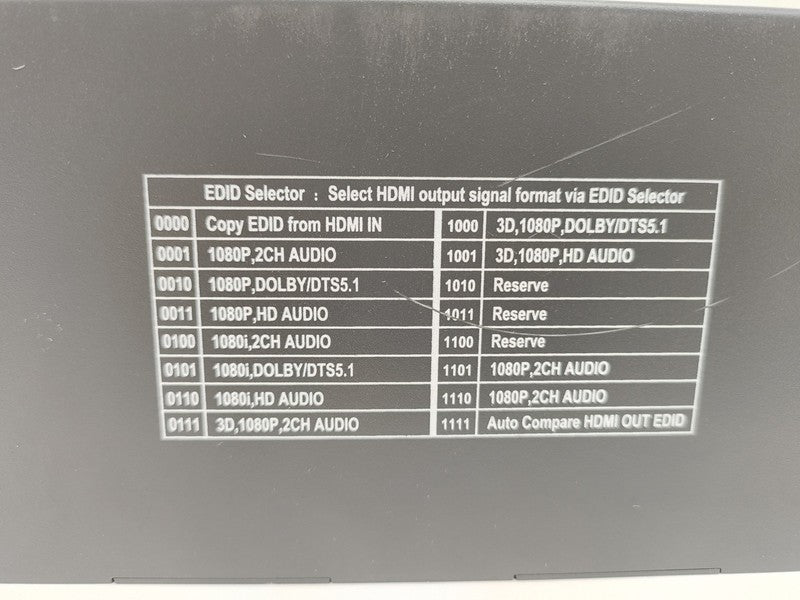 EDID Selector : Select HDMI output signal format via EDID Selector
0000 Copy EDID from HDMI IN 1000 3D,1080P,DOLBY/DTS5.1
0001 1080P,2CH AUDIO 1001 3D,1080P,HD AUDIO
0010 1080P,DOLBY/DTS5.1 1010 Reserve
0011 1080P,HD AUDIO 1011 Reserve
0100 1080i,2CH AUDIO 1100 Reserve
0101 1080i,DOLBY/DTS5.1 1101 1080P,2CH AUDIO
0110 1080i,HD AUDIO 1110 1080P,2CH AUDIO
0111 3D,1080P,2CH AUDIO 1111 Auto Compare HDMI OUT EDID